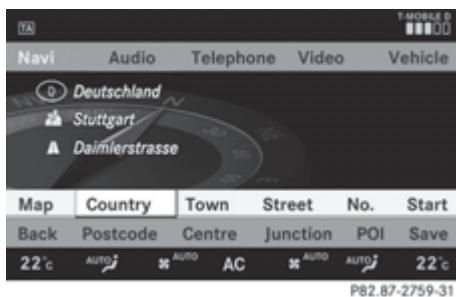 TA T-MOBILE D
Navi Audio Telephone Video Vehicle
D Deutschland
Stuttgart
Daimlerstrasse
Map Country Town Street No. Start
Back Postcode Centre Junction POI Save
22°c AUTO AUTO AC AUTO AUTO 22°c
P82.87-2759-31